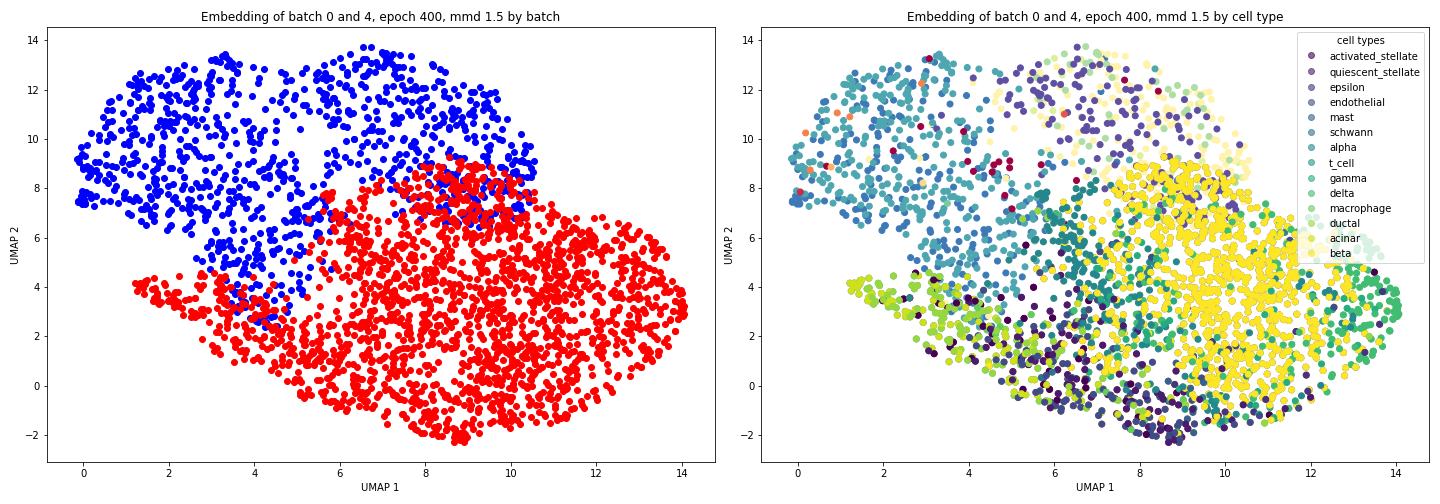 Embedding of batch 0 and 4, epoch 400, mmd 1.5 by batch
14
12
10
8
6
4
2
0
−2
UMAP 2
0
2
4
6
8
10
12
14
UMAP 1
Embedding of batch 0 and 4, epoch 400, mmd 1.5 by cell type
14
12
10
8
6
4
2
0
−2
UMAP 2
0
2
4
6
8
10
12
14
UMAP 1
cell types
activated_stellate
quiescent_stellate
epsilon
endothelial
mast
schwann
alpha
t_cell
gamma
delta
macrophage
ductal
acinar
beta